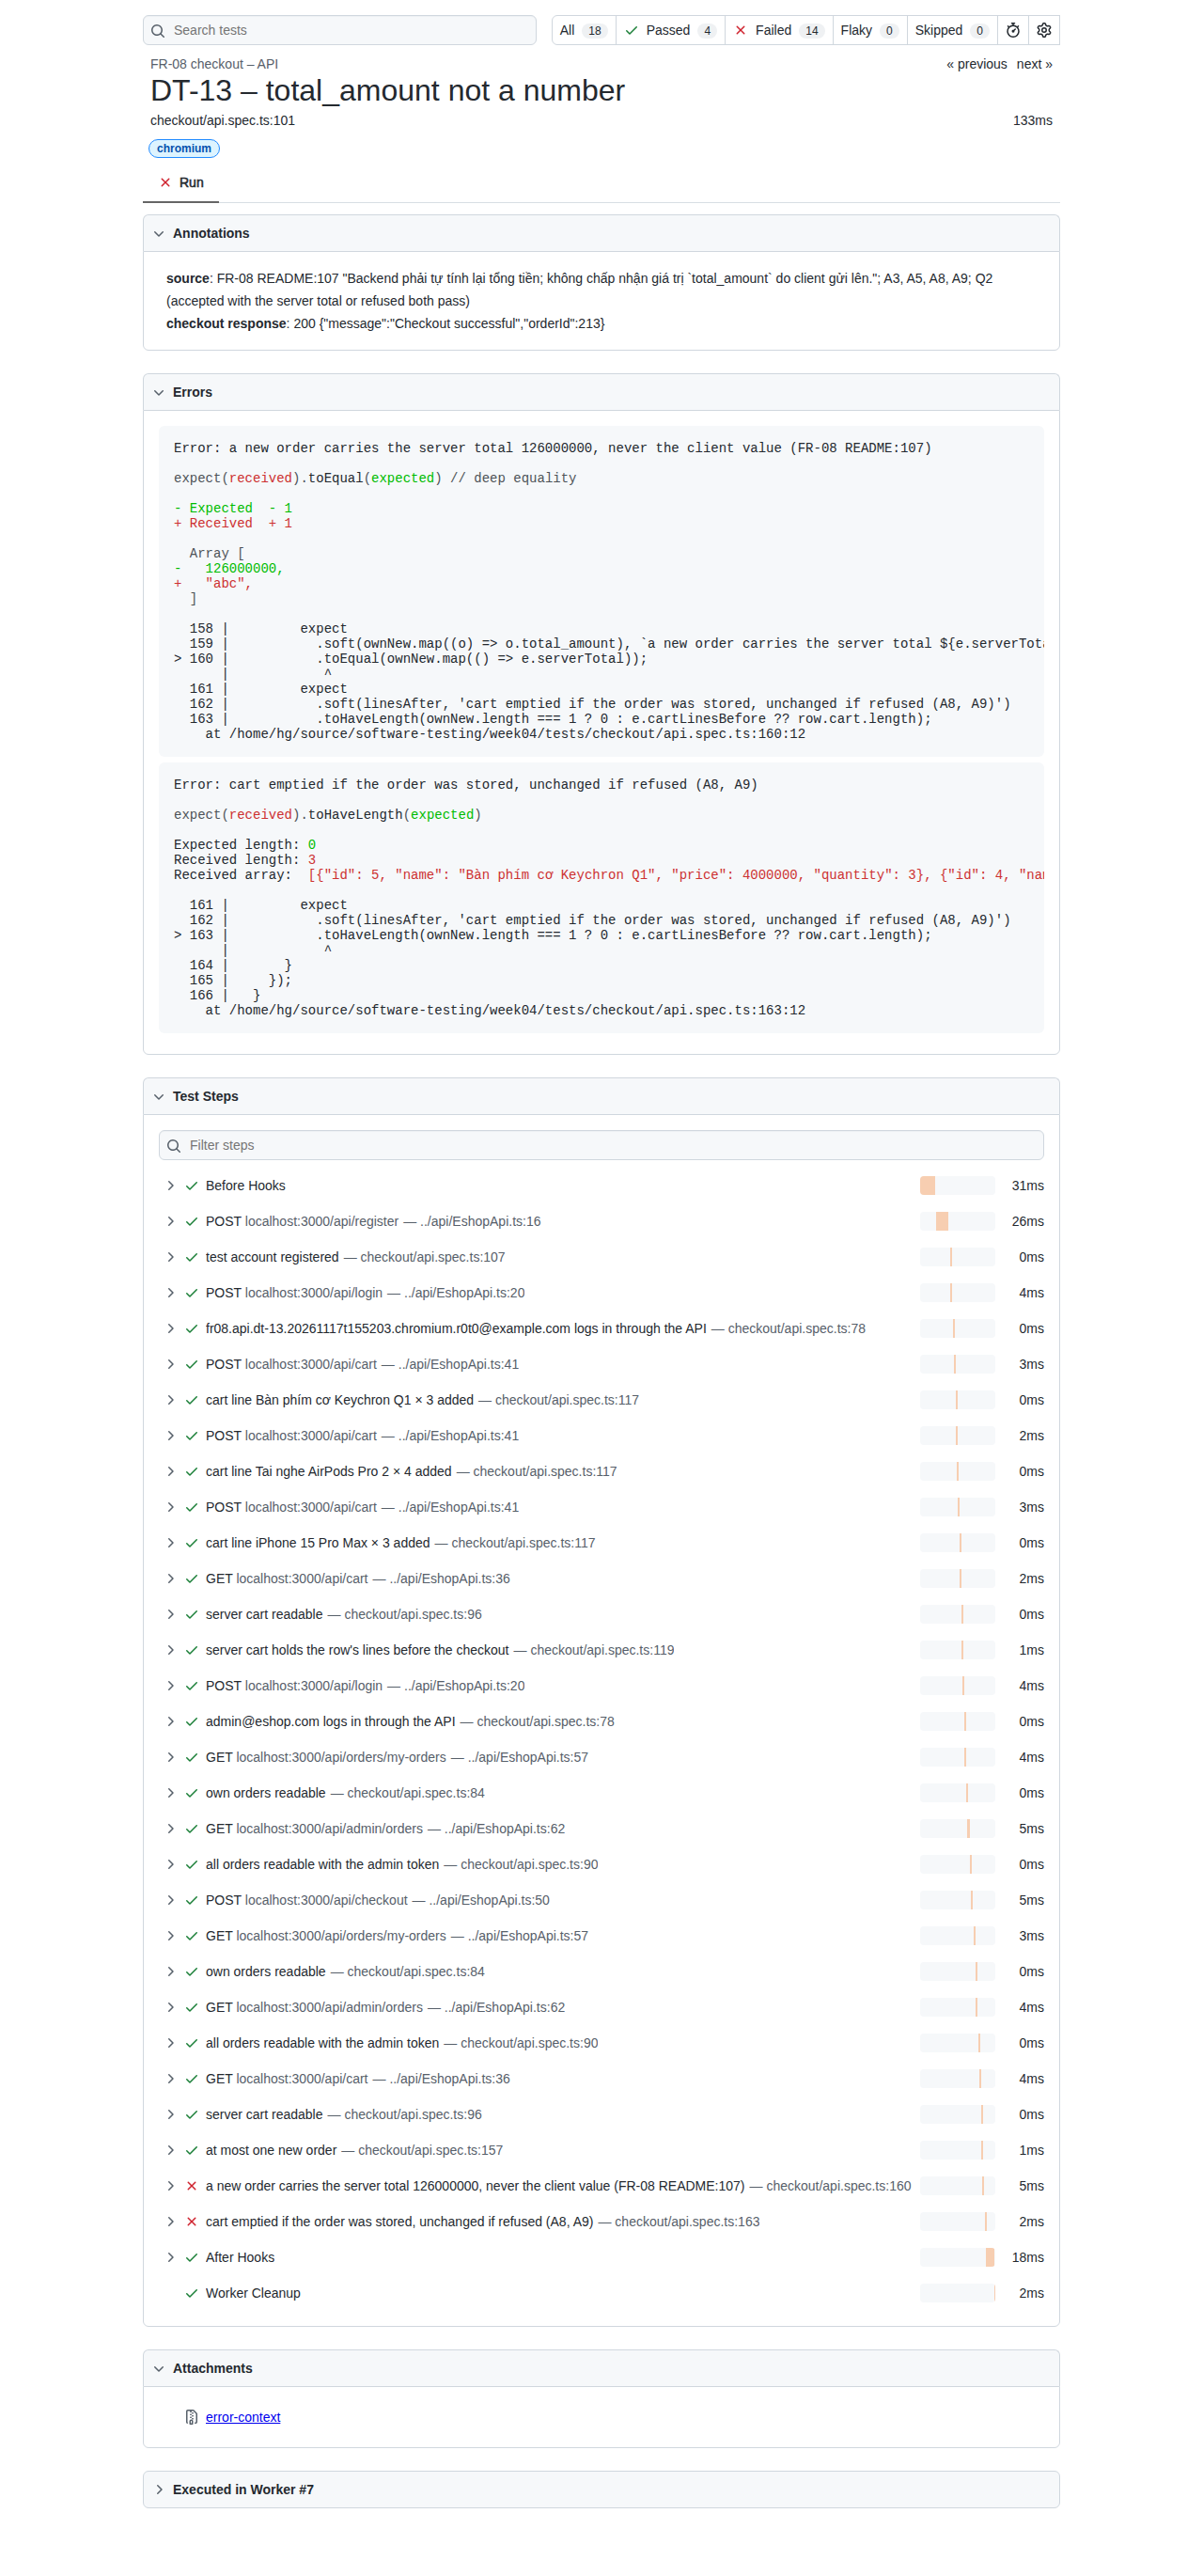 Search tests
All 18 Passed 4 Failed 14 Flaky 0 Skipped 0
FR-08 checkout – API
« previous next »
DT-13 – total_amount not a number
checkout/api.spec.ts:101
133ms
chromium
Run
Annotations
source: FR-08 README:107 "Backend phải tự tính lại tổng tiền; không chấp nhận giá trị `total_amount` do client gửi lên."; A3, A5, A8, A9; Q2
(accepted with the server total or refused both pass)
checkout response: 200 {"message":"Checkout successful","orderId":213}
Errors
Error: a new order carries the server total 126000000, never the client value (FR-08 README:107)
expect(received).toEqual(expected) // deep equality
- Expected  - 1
+ Received  + 1
  Array [
-   126000000,
+   "abc",
  ]
  158 |         expect
  159 |           .soft(ownNew.map((o) => o.total_amount), `a new order carries the server total ${e.serverTot
> 160 |           .toEqual(ownNew.map(() => e.serverTotal));
      |            ^
  161 |         expect
  162 |           .soft(linesAfter, 'cart emptied if the order was stored, unchanged if refused (A8, A9)')
  163 |           .toHaveLength(ownNew.length === 1 ? 0 : e.cartLinesBefore ?? row.cart.length);
    at /home/hg/source/software-testing/week04/tests/checkout/api.spec.ts:160:12
Error: cart emptied if the order was stored, unchanged if refused (A8, A9)
expect(received).toHaveLength(expected)
Expected length: 0
Received length: 3
Received array:  [{"id": 5, "name": "Bàn phím cơ Keychron Q1", "price": 4000000, "quantity": 3}, {"id": 4, "nam
  161 |         expect
  162 |           .soft(linesAfter, 'cart emptied if the order was stored, unchanged if refused (A8, A9)')
> 163 |           .toHaveLength(ownNew.length === 1 ? 0 : e.cartLinesBefore ?? row.cart.length);
      |            ^
  164 |       }
  165 |     });
  166 |   }
    at /home/hg/source/software-testing/week04/tests/checkout/api.spec.ts:163:12
Test Steps
Filter steps
Before Hooks 31ms
POST localhost:3000/api/register — ../api/EshopApi.ts:16 26ms
test account registered — checkout/api.spec.ts:107 0ms
POST localhost:3000/api/login — ../api/EshopApi.ts:20 4ms
fr08.api.dt-13.20261117t155203.chromium.r0t0@example.com logs in through the API — checkout/api.spec.ts:78 0ms
POST localhost:3000/api/cart — ../api/EshopApi.ts:41 3ms
cart line Bàn phím cơ Keychron Q1 × 3 added — checkout/api.spec.ts:117 0ms
POST localhost:3000/api/cart — ../api/EshopApi.ts:41 2ms
cart line Tai nghe AirPods Pro 2 × 4 added — checkout/api.spec.ts:117 0ms
POST localhost:3000/api/cart — ../api/EshopApi.ts:41 3ms
cart line iPhone 15 Pro Max × 3 added — checkout/api.spec.ts:117 0ms
GET localhost:3000/api/cart — ../api/EshopApi.ts:36 2ms
server cart readable — checkout/api.spec.ts:96 0ms
server cart holds the row's lines before the checkout — checkout/api.spec.ts:119 1ms
POST localhost:3000/api/login — ../api/EshopApi.ts:20 4ms
admin@eshop.com logs in through the API — checkout/api.spec.ts:78 0ms
GET localhost:3000/api/orders/my-orders — ../api/EshopApi.ts:57 4ms
own orders readable — checkout/api.spec.ts:84 0ms
GET localhost:3000/api/admin/orders — ../api/EshopApi.ts:62 5ms
all orders readable with the admin token — checkout/api.spec.ts:90 0ms
POST localhost:3000/api/checkout — ../api/EshopApi.ts:50 5ms
GET localhost:3000/api/orders/my-orders — ../api/EshopApi.ts:57 3ms
own orders readable — checkout/api.spec.ts:84 0ms
GET localhost:3000/api/admin/orders — ../api/EshopApi.ts:62 4ms
all orders readable with the admin token — checkout/api.spec.ts:90 0ms
GET localhost:3000/api/cart — ../api/EshopApi.ts:36 4ms
server cart readable — checkout/api.spec.ts:96 0ms
at most one new order — checkout/api.spec.ts:157 1ms
a new order carries the server total 126000000, never the client value (FR-08 README:107) — checkout/api.spec.ts:160 5ms
cart emptied if the order was stored, unchanged if refused (A8, A9) — checkout/api.spec.ts:163 2ms
After Hooks 18ms
Worker Cleanup 2ms
Attachments
error-context
Executed in Worker #7